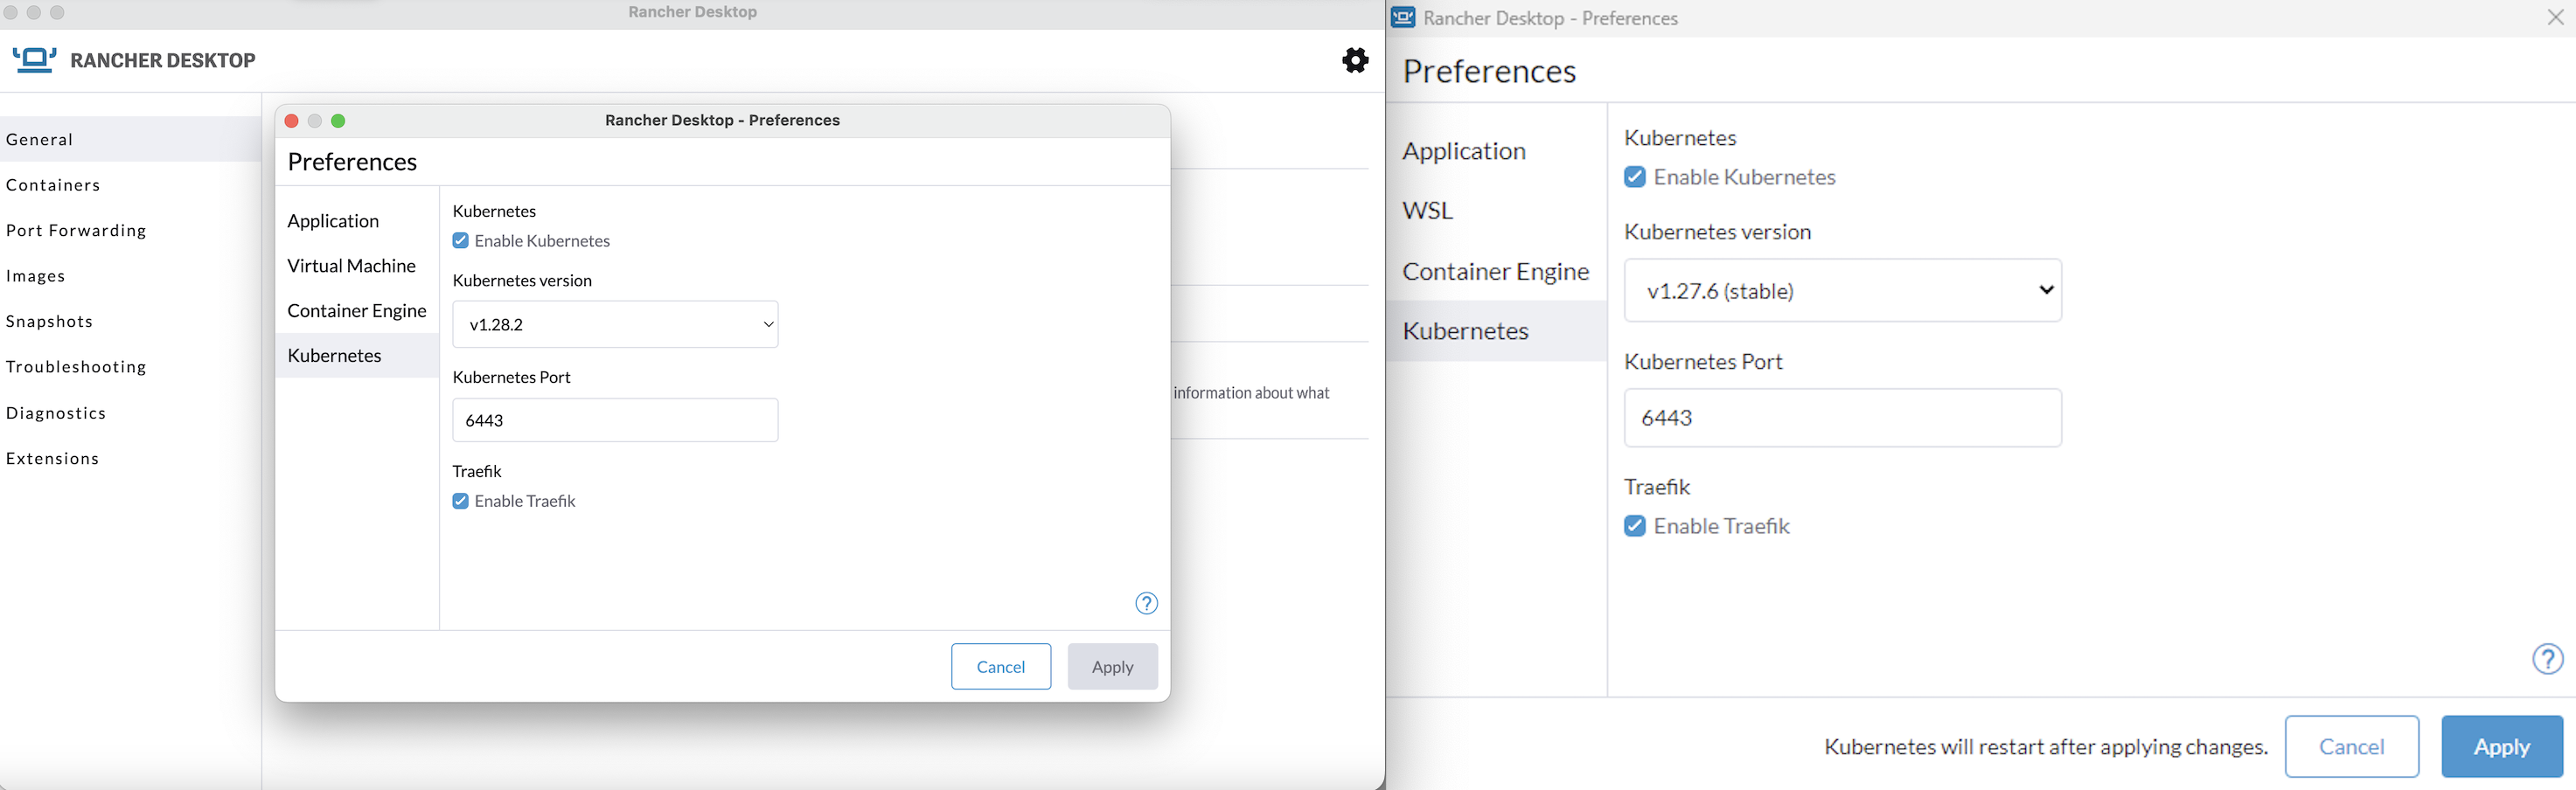 Rancher Desktop
RANCHER DESKTOP
General
Containers
Port Forwarding
Images
Snapshots
Troubleshooting
Diagnostics
Extensions
information about what
Rancher Desktop - Preferences
Preferences
Application
Virtual Machine
Container Engine
Kubernetes
Kubernetes
Enable Kubernetes
Kubernetes version
v1.28.2
Kubernetes Port
6443
Traefik
Enable Traefik
?
Cancel
Apply
Rancher Desktop - Preferences
Preferences
Application
WSL
Container Engine
Kubernetes
Kubernetes
Enable Kubernetes
Kubernetes version
v1.27.6 (stable)
Kubernetes Port
6443
Traefik
Enable Traefik
?
Kubernetes will restart after applying changes.
Cancel
Apply